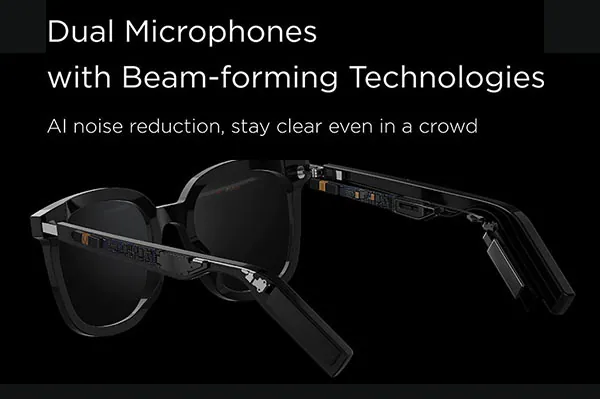 Dual Microphones
with Beam-forming Technologies
AI noise reduction, stay clear even in a crowd